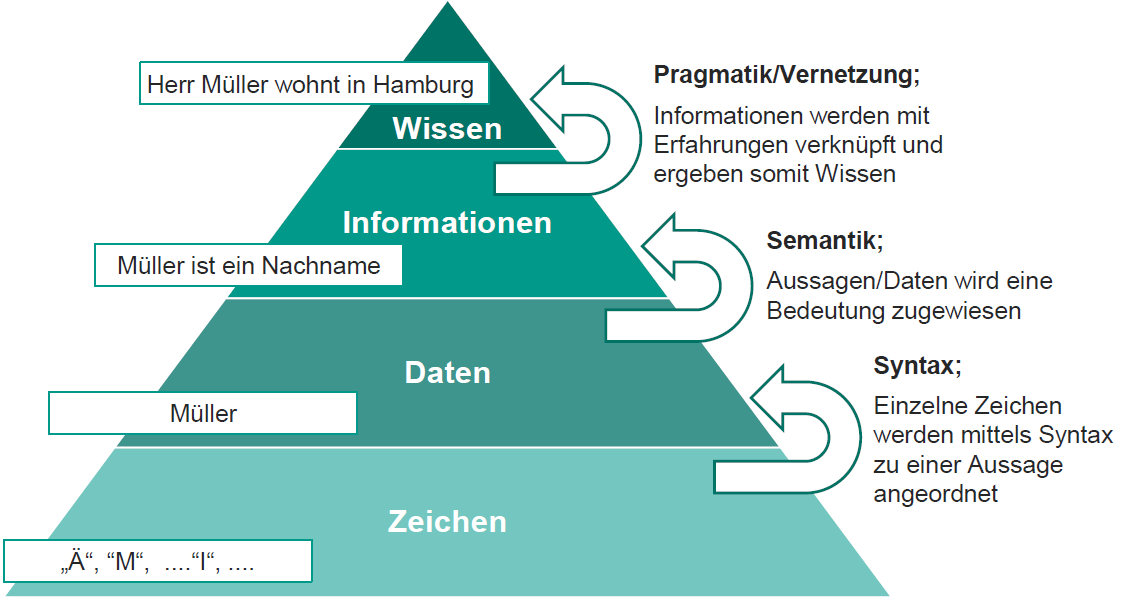 Herr Müller wohnt in Hamburg
Wissen
Pragmatik/Vernetzung;
Informationen werden mit
Erfahrungen verknüpft und
ergeben somit Wissen
Informationen
Müller ist ein Nachname
Semantik;
Aussagen/Daten wird eine
Bedeutung zugewiesen
Daten
Müller
Syntax;
Einzelne Zeichen
werden mittels Syntax
zu einer Aussage
angeordnet
Zeichen
„Ä“, “M“, ....“I“, ....